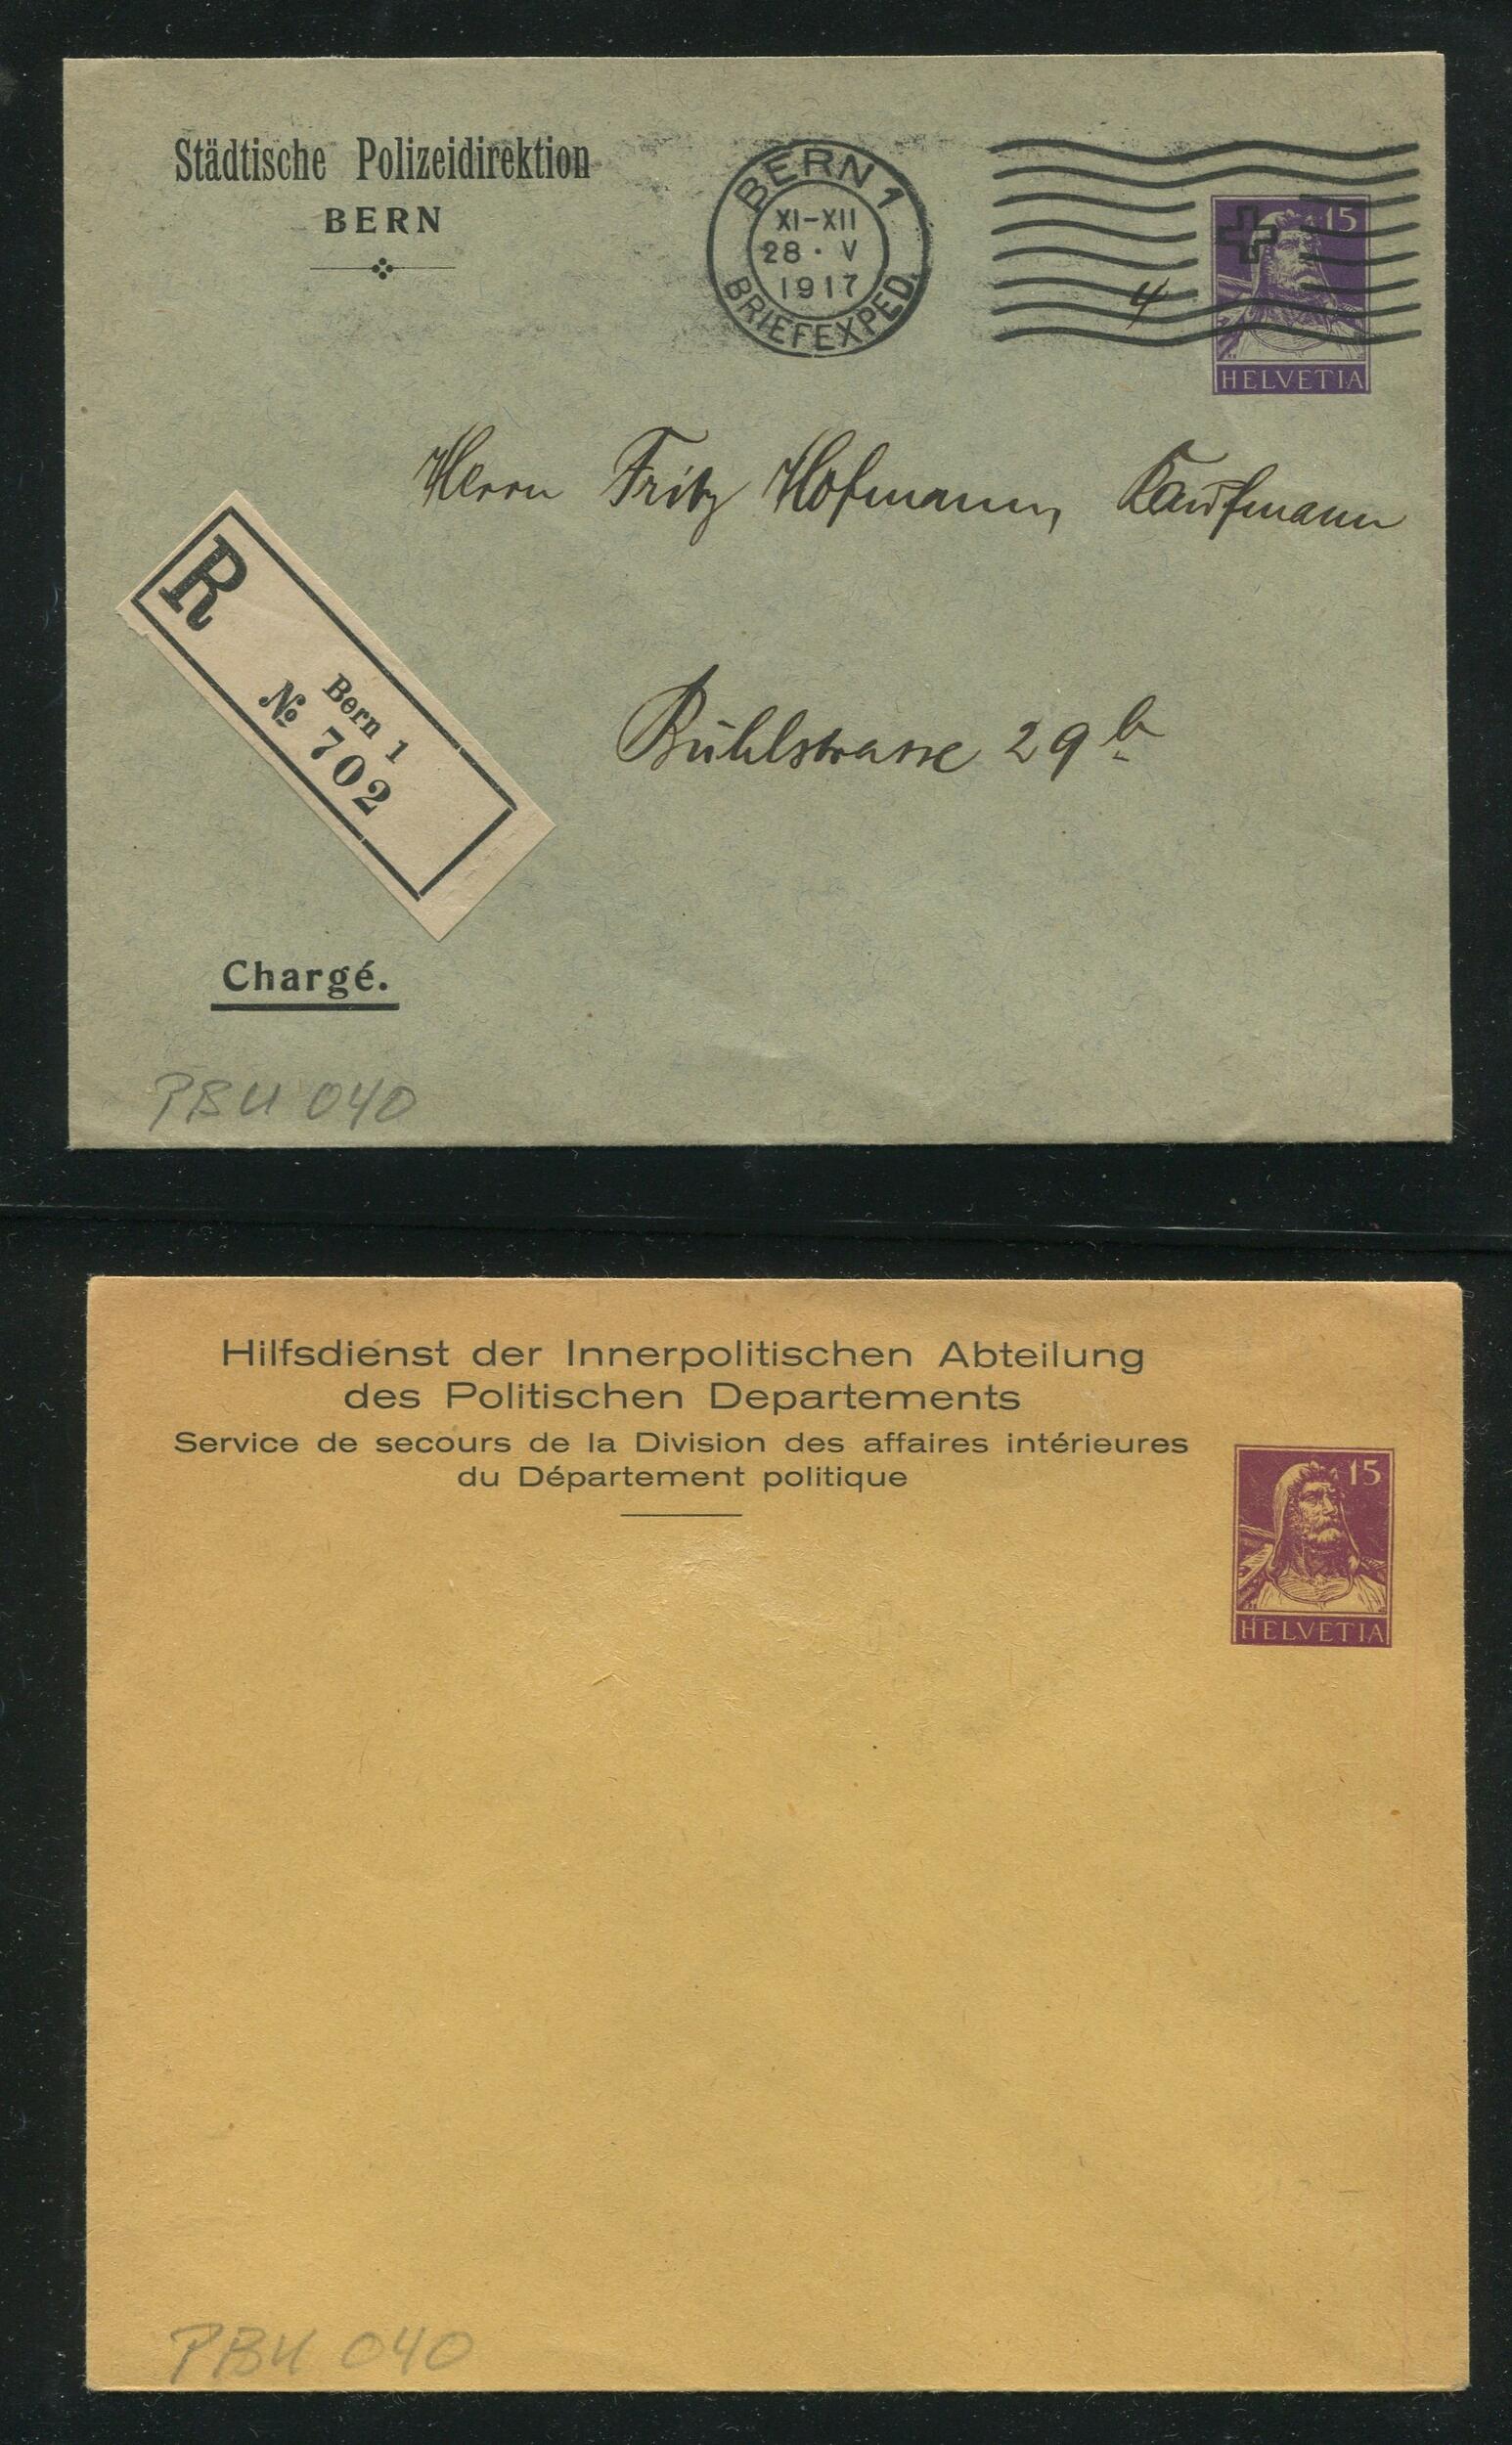 Städtische Polizeidirektion
BERN
BERN 1
XI-XII
28 · V
1917
BRIEFEXPED.
15
HELVETIA
4
Herrn Fritz Hofmann, Kaufmann
Bühlstrasse 29 b
R
Bern 1
№ 702
Chargé.
PBU 040
Hilfsdienst der Innerpolitischen Abteilung
des Politischen Departements
Service de secours de la Division des affaires intérieures
du Département politique
15
HELVETIA
PBU 040